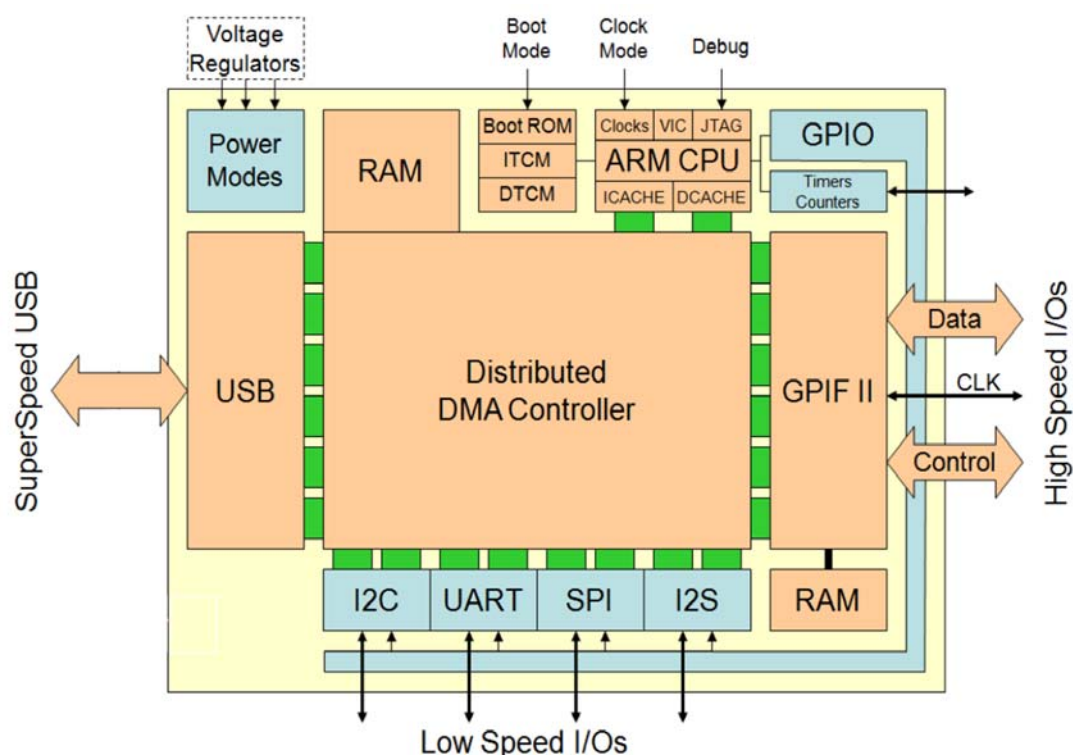 Voltage
Regulators
Boot
Mode
Clock
Mode
Debug
Power
Modes
RAM
Boot ROM
ITCM
DTCM
Clocks
VIC
JTAG
ARM CPU
ICACHE
DCACHE
GPIO
Timers
Counters
SuperSpeed USB
USB
Distributed
DMA Controller
GPIF II
Data
CLK
Control
High Speed I/Os
I2C
UART
SPI
I2S
RAM
Low Speed I/Os